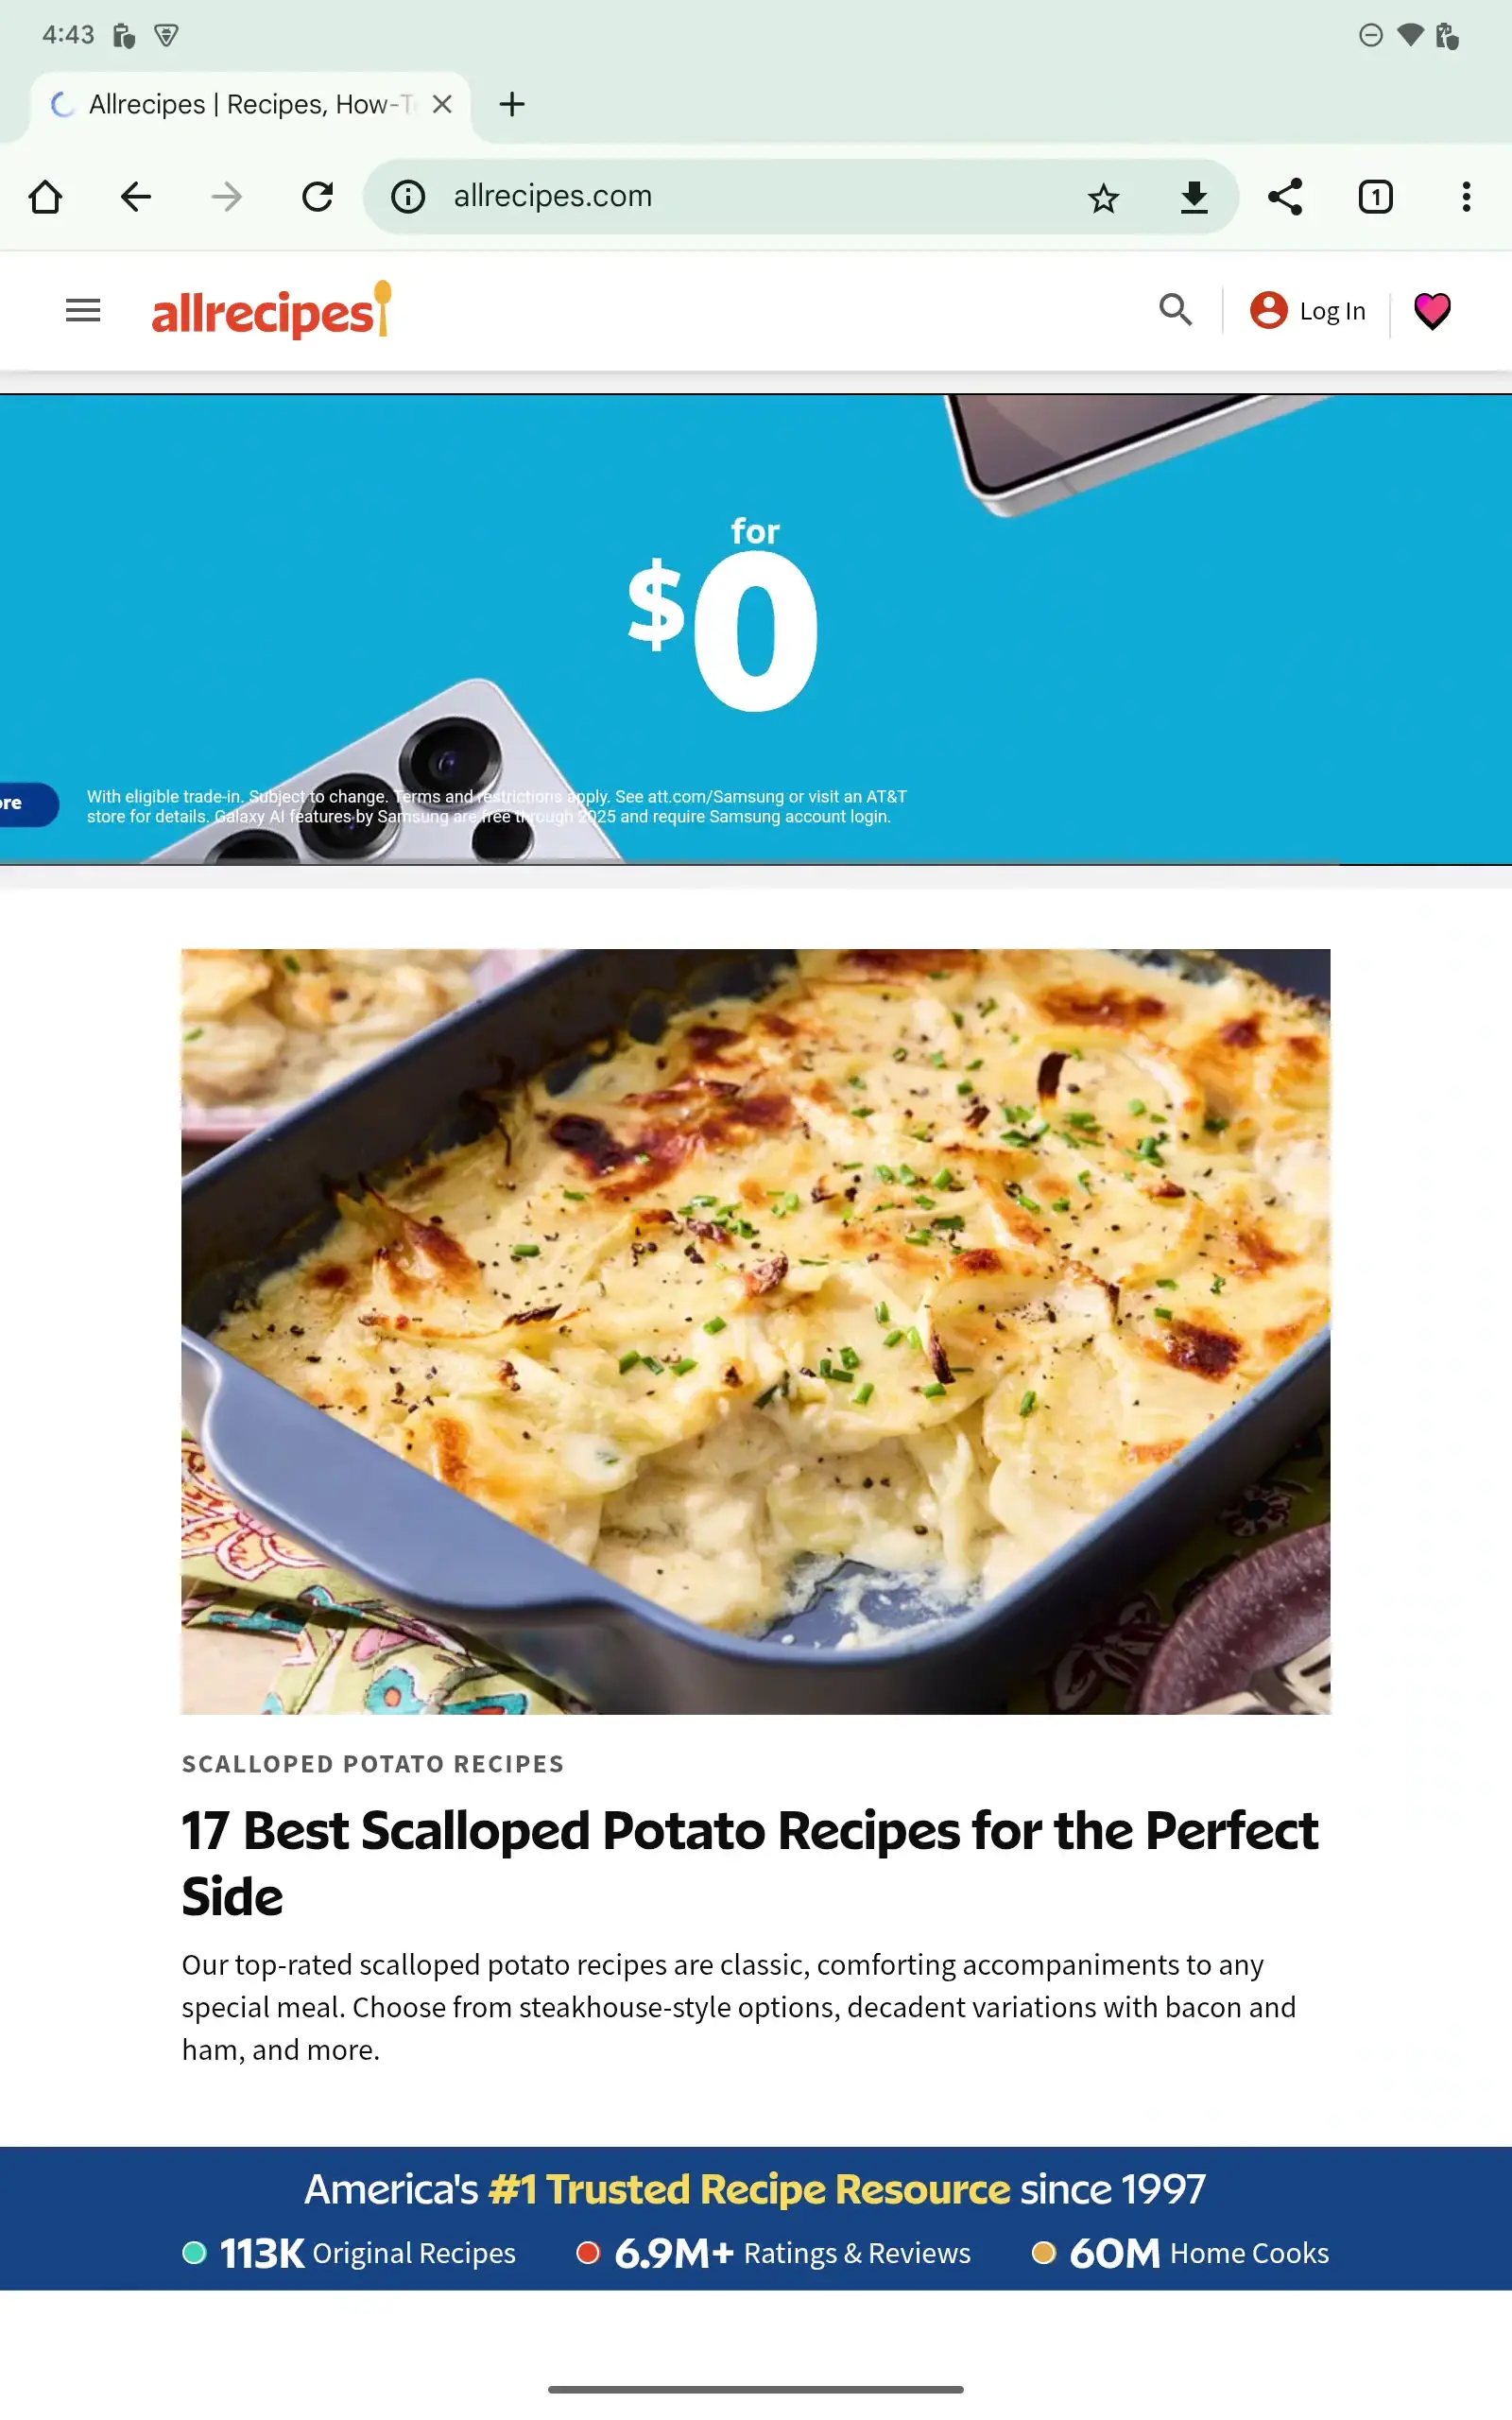 4:43
Allrecipes | Recipes, How-T
allrecipes.com
1
allrecipes
Log In
for
$0
ore
With eligible trade-in. Subject to change. Terms and restrictions apply. See att.com/Samsung or visit an AT&T
store for details. Galaxy AI features by Samsung are free through 2025 and require Samsung account login.
SCALLOPED POTATO RECIPES
17 Best Scalloped Potato Recipes for the Perfect
Side
Our top-rated scalloped potato recipes are classic, comforting accompaniments to any
special meal. Choose from steakhouse-style options, decadent variations with bacon and
ham, and more.
America's #1 Trusted Recipe Resource since 1997
113K Original Recipes 6.9M+ Ratings & Reviews 60M Home Cooks